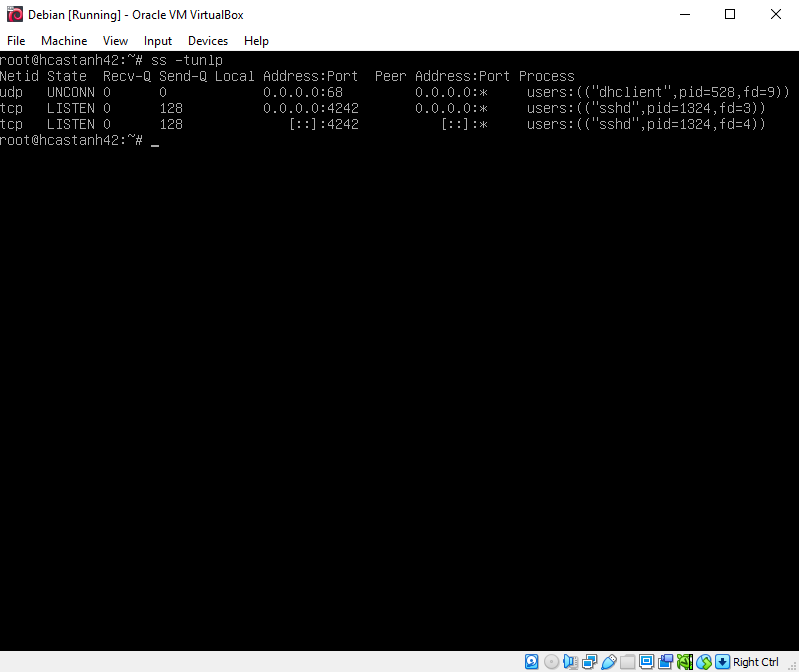 Debian [Running] - Oracle VM VirtualBox
File Machine View Input Devices Help
root@hcastanh42:~# ss -tunlp
Netid State Recv-Q Send-Q Local Address:Port Peer Address:Port Process
udp UNCONN 0 0 0.0.0.0:68 0.0.0.0:* users:(("dhclient",pid=528,fd=9))
tcp LISTEN 0 128 0.0.0.0:4242 0.0.0.0:* users:(("sshd",pid=1324,fd=3))
tcp LISTEN 0 128 [::]:4242 [::]:* users:(("sshd",pid=1324,fd=4))
root@hcastanh42:~# _
Right Ctrl